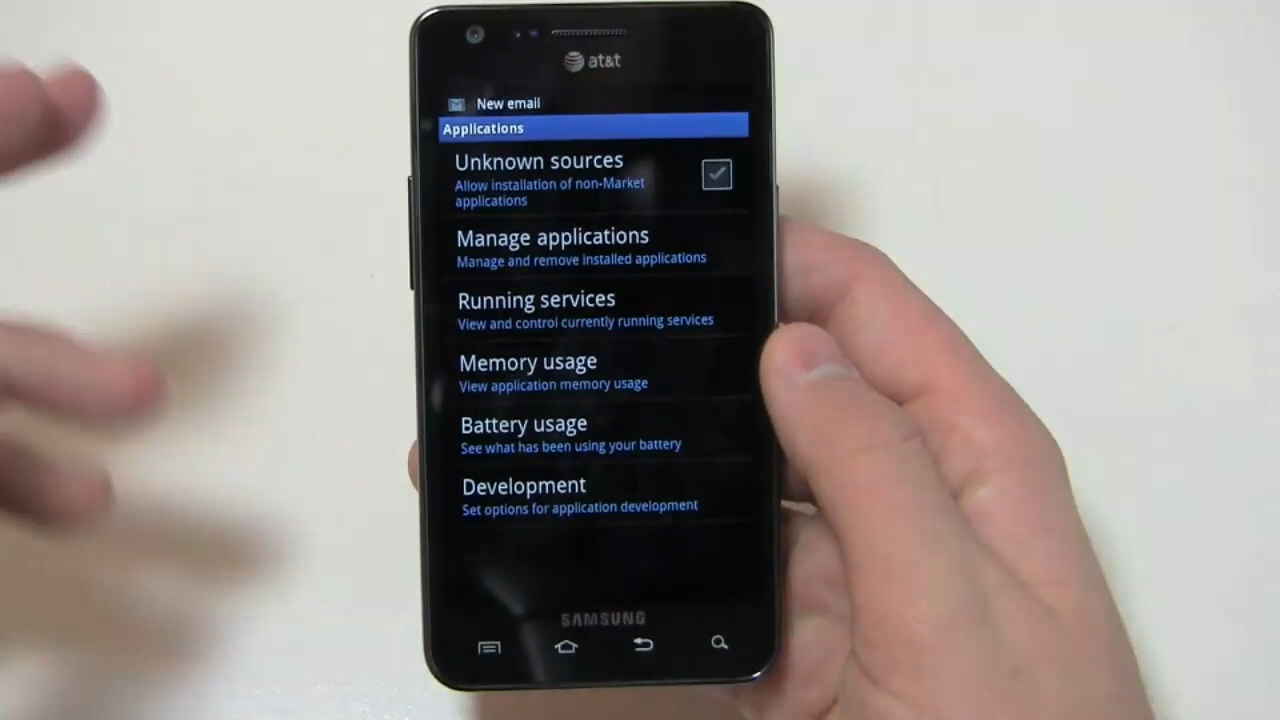 at&t
New email
Applications
Unknown sources
Allow installation of non-Market
applications
Manage applications
Manage and remove installed applications
Running services
View and control currently running services
Memory usage
View application memory usage
Battery usage
See what has been using your battery
Development
Set options for application development
SAMSUNG